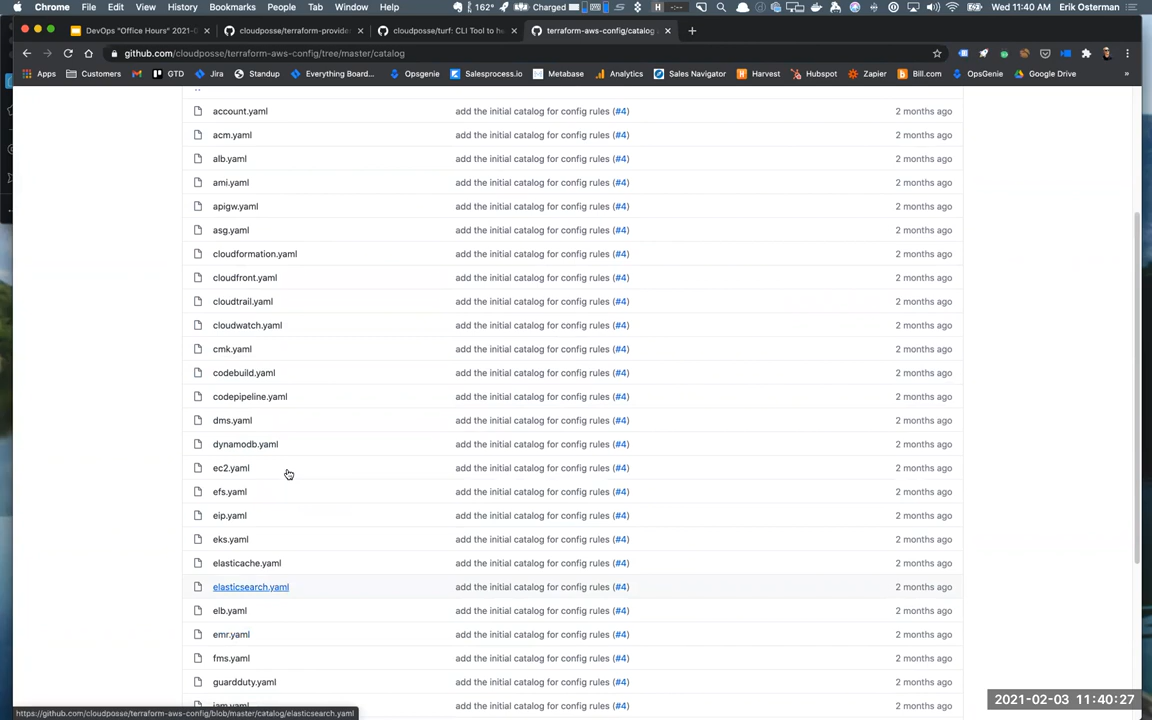 Chrome File Edit View History Bookmarks People Tab Window Help 162° Charged Wed 11:40 AM Erik Osterman
DevOps "Office Hours" 2021-0 cloudposse/terraform-provider cloudposse/turf: CLI Tool to he terraform-aws-config/catalog
github.com/cloudposse/terraform-aws-config/tree/master/catalog
Apps Customers GTD Jira Standup Everything Board... Opsgenie Salesprocess.io Metabase Analytics Sales Navigator Harvest Hubspot Zapier Bill.com OpsGenie Google Drive »
..
account.yaml add the initial catalog for config rules (#4) 2 months ago
acm.yaml add the initial catalog for config rules (#4) 2 months ago
alb.yaml add the initial catalog for config rules (#4) 2 months ago
ami.yaml add the initial catalog for config rules (#4) 2 months ago
apigw.yaml add the initial catalog for config rules (#4) 2 months ago
asg.yaml add the initial catalog for config rules (#4) 2 months ago
cloudformation.yaml add the initial catalog for config rules (#4) 2 months ago
cloudfront.yaml add the initial catalog for config rules (#4) 2 months ago
cloudtrail.yaml add the initial catalog for config rules (#4) 2 months ago
cloudwatch.yaml add the initial catalog for config rules (#4) 2 months ago
cmk.yaml add the initial catalog for config rules (#4) 2 months ago
codebuild.yaml add the initial catalog for config rules (#4) 2 months ago
codepipeline.yaml add the initial catalog for config rules (#4) 2 months ago
dms.yaml add the initial catalog for config rules (#4) 2 months ago
dynamodb.yaml add the initial catalog for config rules (#4) 2 months ago
ec2.yaml add the initial catalog for config rules (#4) 2 months ago
efs.yaml add the initial catalog for config rules (#4) 2 months ago
eip.yaml add the initial catalog for config rules (#4) 2 months ago
eks.yaml add the initial catalog for config rules (#4) 2 months ago
elasticache.yaml add the initial catalog for config rules (#4) 2 months ago
elasticsearch.yaml add the initial catalog for config rules (#4) 2 months ago
elb.yaml add the initial catalog for config rules (#4) 2 months ago
emr.yaml add the initial catalog for config rules (#4) 2 months ago
fms.yaml add the initial catalog for config rules (#4) 2 months ago
guardduty.yaml add the initial catalog for config rules (#4) 2 months ago
iam.yaml add the initial catalog for config rules (#4) 2 months ago
https://github.com/cloudposse/terraform-aws-config/blob/master/catalog/elasticsearch.yaml
2021-02-03 11:40:27